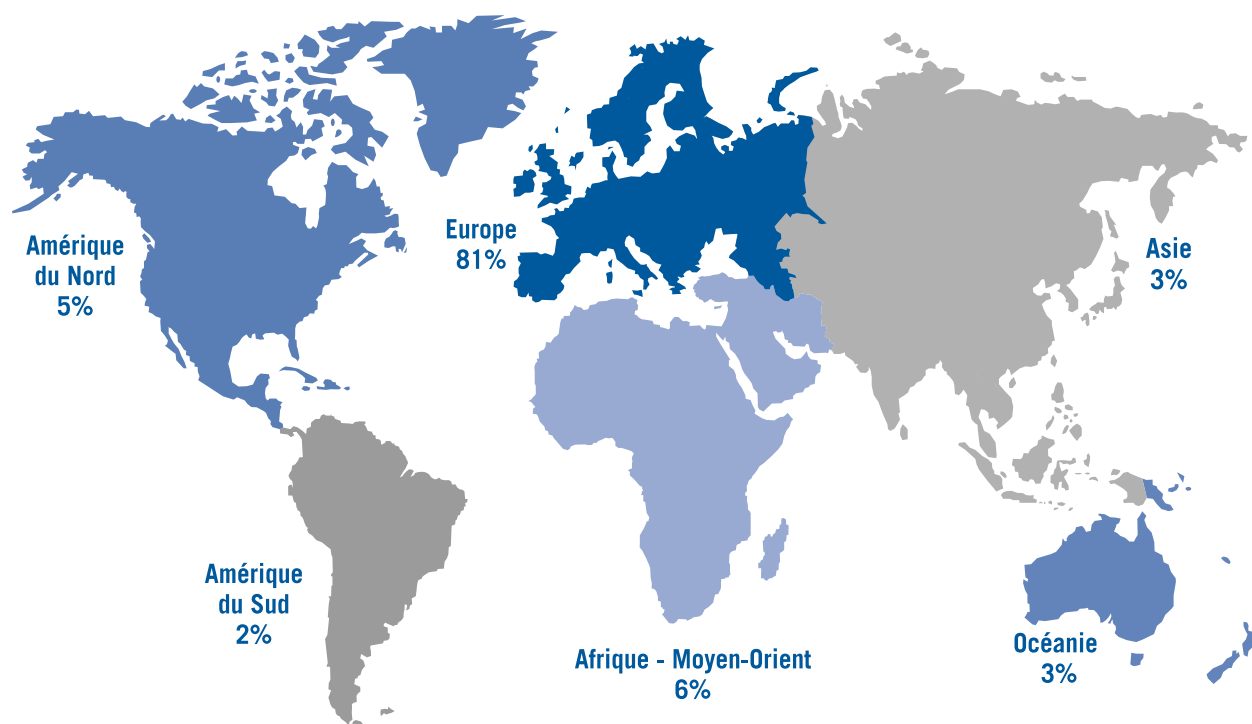 Amérique
du Nord
5%
Europe
81%
Asie
3%
Amérique
du Sud
2%
Afrique - Moyen-Orient
6%
Océanie
3%